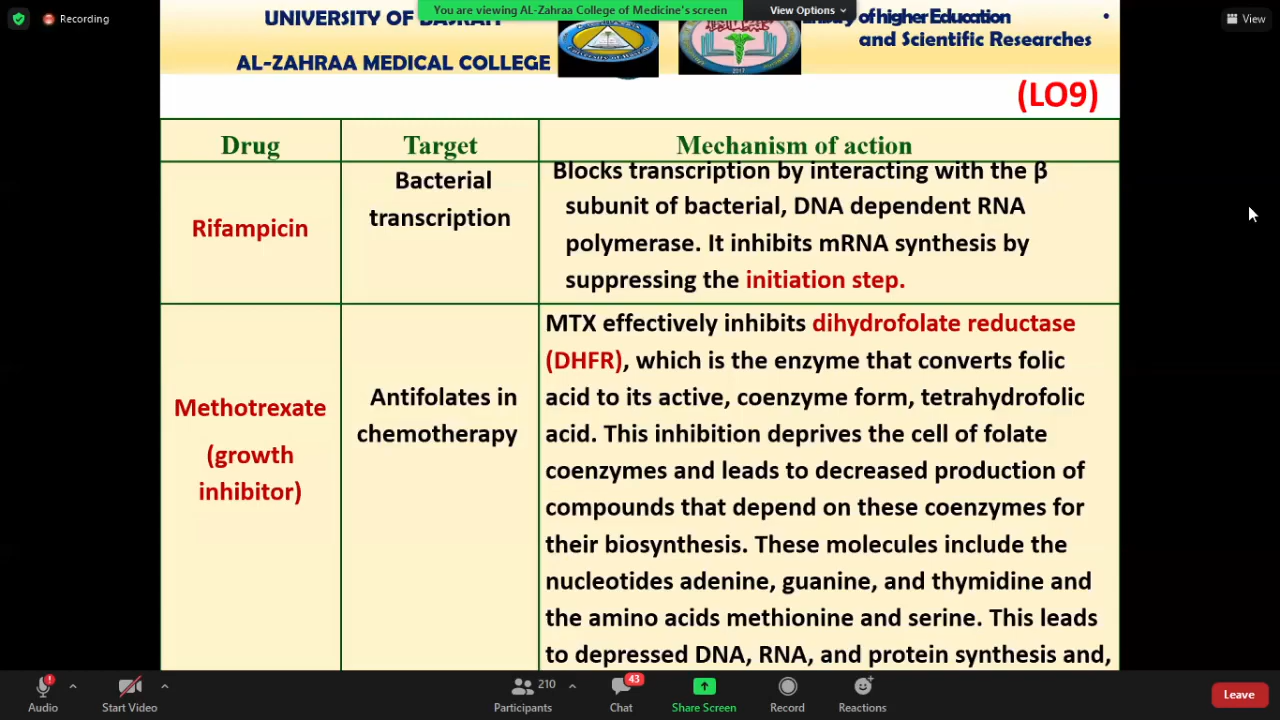 Recording
You are viewing AL-Zahraa College of Medicine's screen
View Options
View
UNIVERSITY OF BASRAH
of higher Education
AL-ZAHRAA MEDICAL COLLEGE
and Scientific Researches
2017
(LO9)
Drug
Target
Mechanism of action
Rifampicin
Bacterial
transcription
Blocks transcription by interacting with the β
subunit of bacterial, DNA dependent RNA
polymerase. It inhibits mRNA synthesis by
suppressing the initiation step.
Methotrexate
(growth
inhibitor)
Antifolates in
chemotherapy
MTX effectively inhibits dihydrofolate reductase
(DHFR), which is the enzyme that converts folic
acid to its active, coenzyme form, tetrahydrofolic
acid. This inhibition deprives the cell of folate
coenzymes and leads to decreased production of
compounds that depend on these coenzymes for
their biosynthesis. These molecules include the
nucleotides adenine, guanine, and thymidine and
the amino acids methionine and serine. This leads
to depressed DNA, RNA, and protein synthesis and,
Audio
Start Video
210
Participants
43
Chat
Share Screen
Record
Reactions
Leave